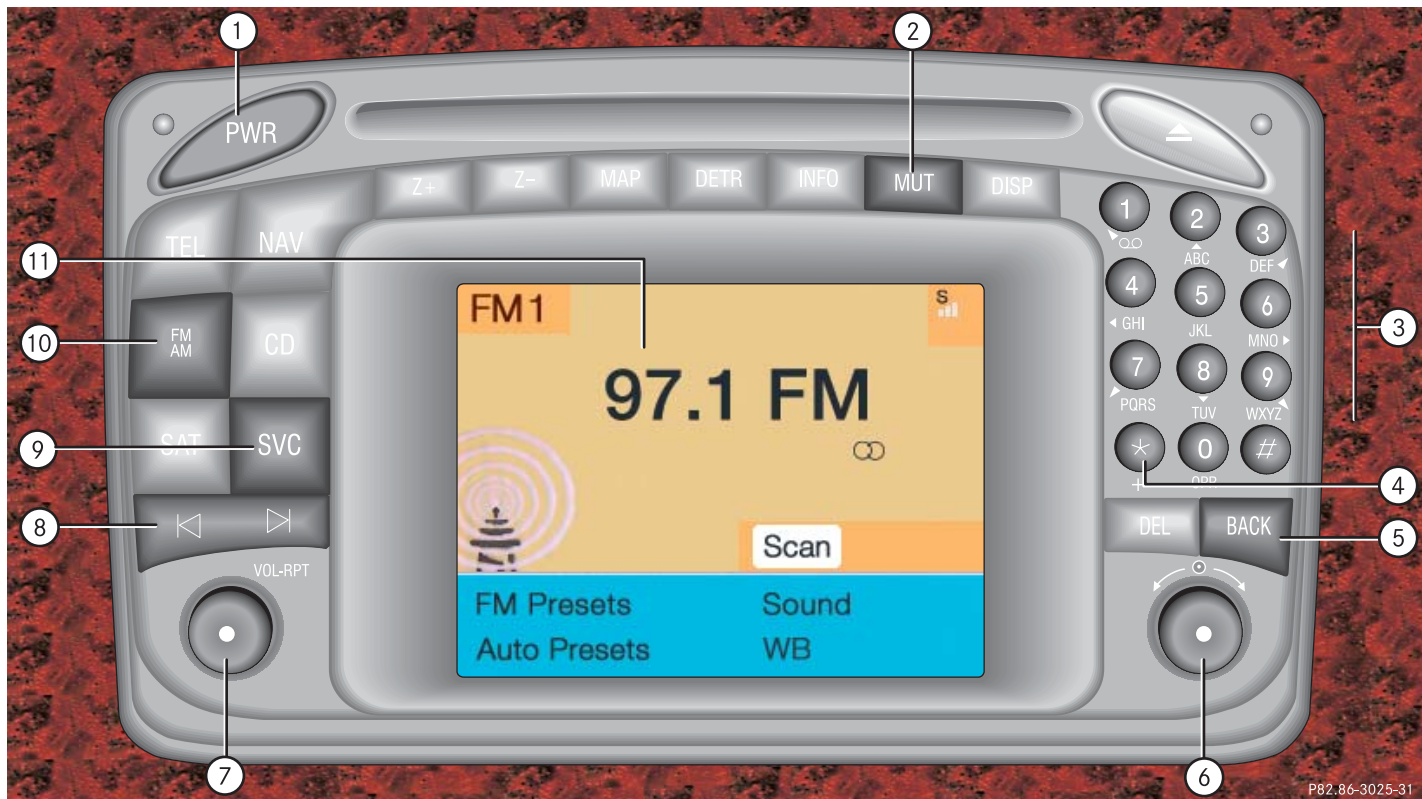 1
2
PWR
Z+ Z- MAP DETR INFO MUT DISP
TEL NAV
1 2 3
ABC DEF
11
FM1 S
4 5 6
GHI JKL MNO
3
10
FM
AM
CD
97.1 FM
7 8 9
PQRS TUV WXYZ
9
SAT SVC
* 0 #
+ OPR
4
8
Scan
DEL BACK
5
VOL-RPT
FM Presets Sound
Auto Presets WB
7
6
P82.86-3025-31